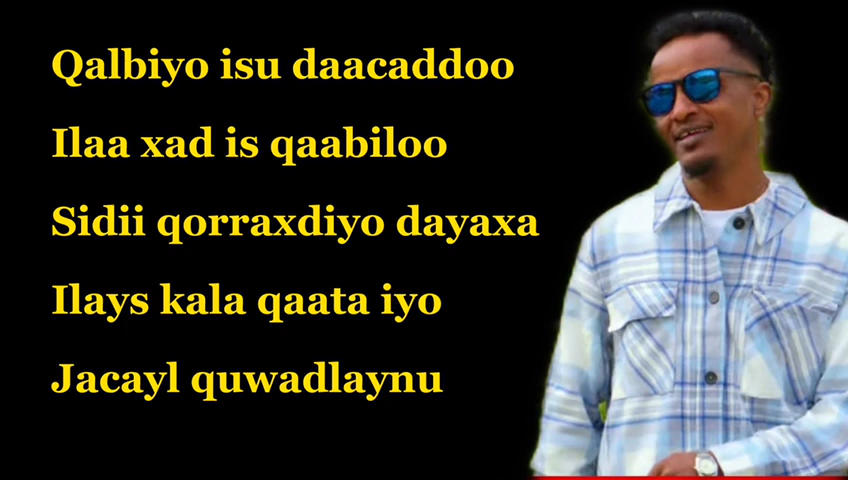 Qalbiyo isu daacaddoo
Ilaa xad is qaabiloo
Sidii qorraxdiyo dayaxa
Ilays kala qaata iyo
Jacayl quwadlaynu